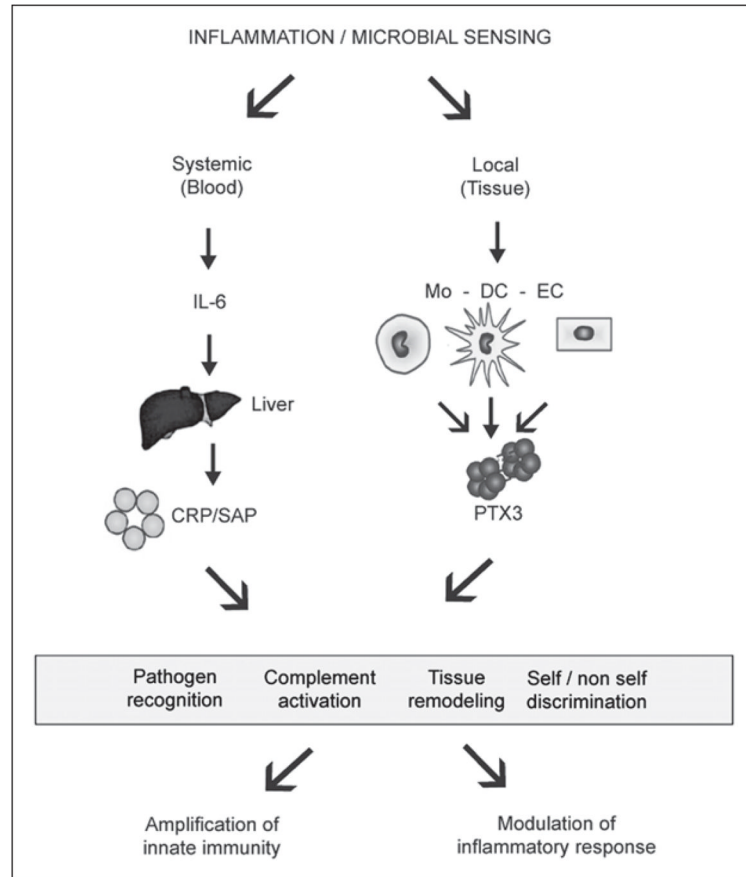 INFLAMMATION / MICROBIAL SENSING
Systemic
(Blood)
Local
(Tissue)
IL-6
Mo - DC - EC
Liver
CRP/SAP
PTX3
Pathogen
recognition
Complement
activation
Tissue
remodeling
Self / non self
discrimination
Amplification of
innate immunity
Modulation of
inflammatory response